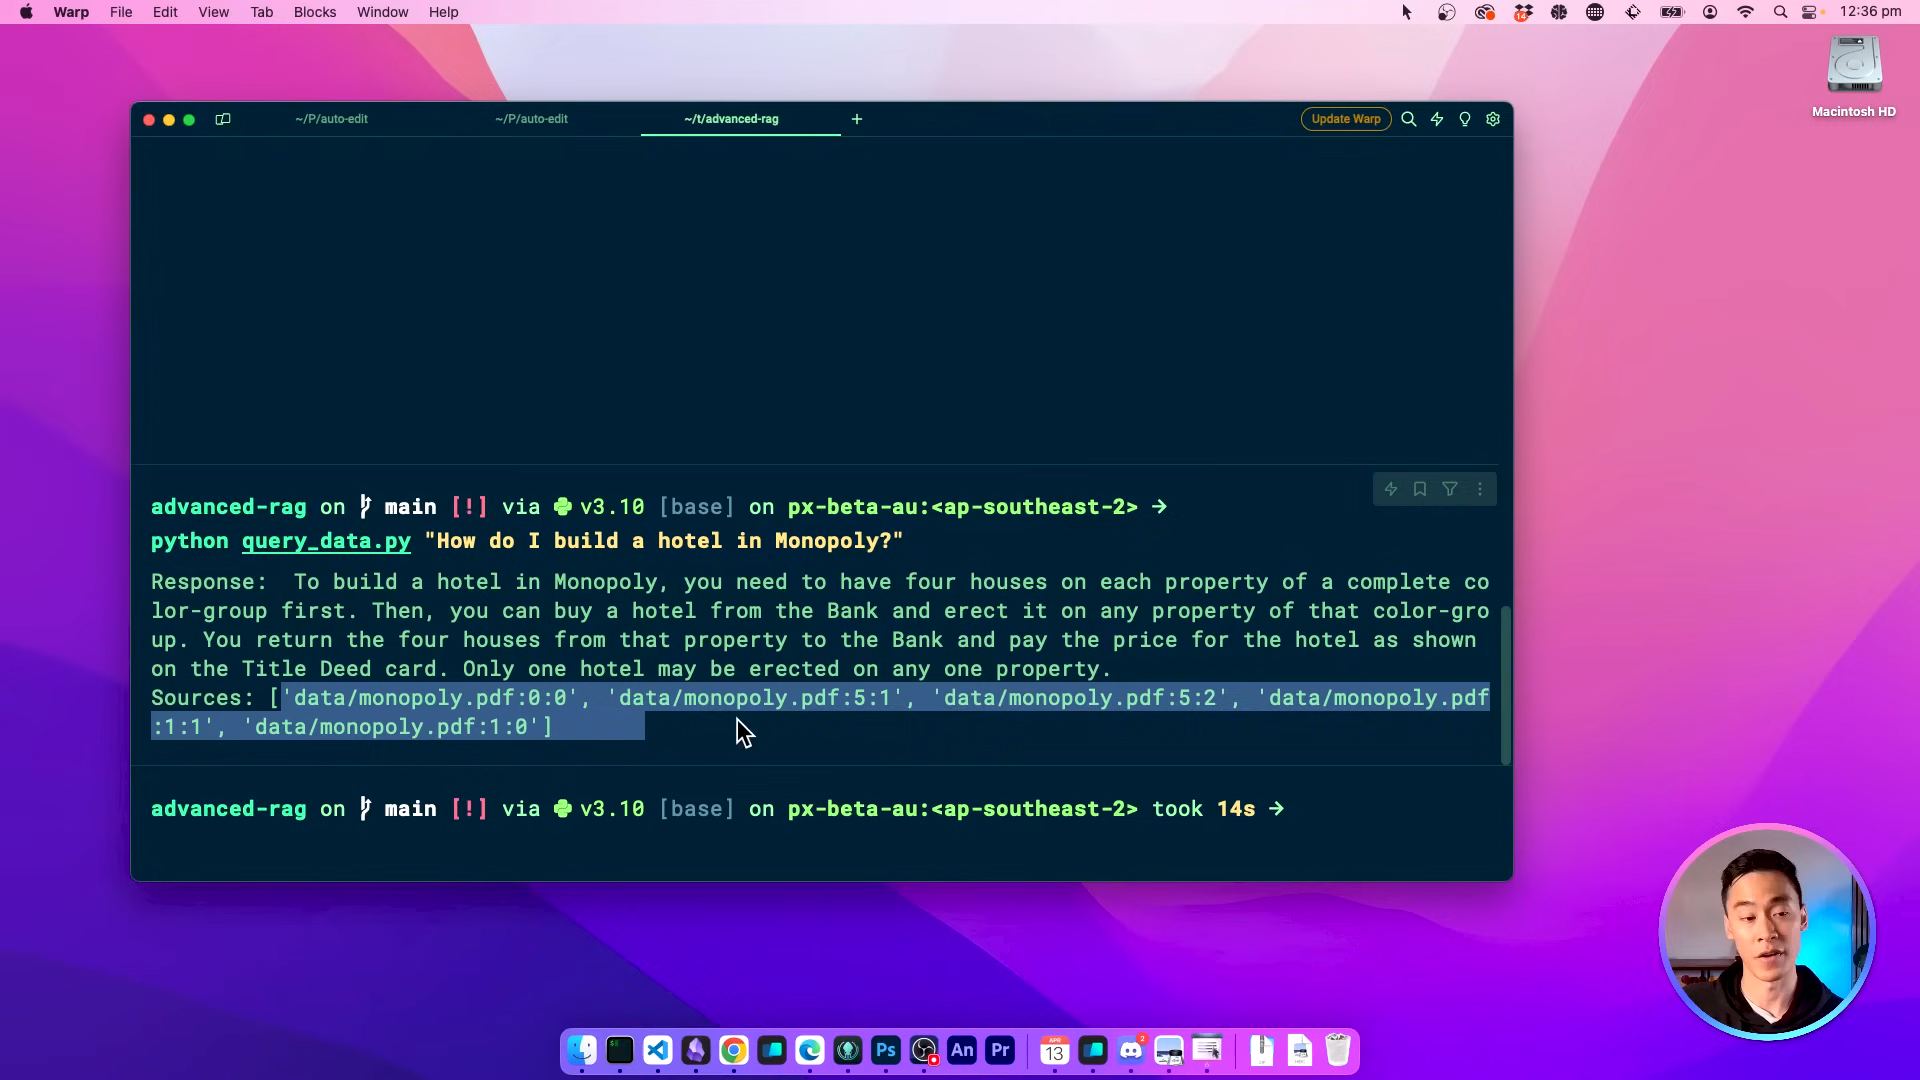 Warp File Edit View Tab Blocks Window Help
14
12:36 pm
Macintosh HD
~/P/auto-edit ~/P/auto-edit ~/t/advanced-rag + Update Warp
advanced-rag on main [!] via v3.10 [base] on px-beta-au:<ap-southeast-2> →
python query_data.py "How do I build a hotel in Monopoly?"
Response:  To build a hotel in Monopoly, you need to have four houses on each property of a complete co
lor-group first. Then, you can buy a hotel from the Bank and erect it on any property of that color-gro
up. You return the four houses from that property to the Bank and pay the price for the hotel as shown
on the Title Deed card. Only one hotel may be erected on any one property.
Sources: ['data/monopoly.pdf:0:0', 'data/monopoly.pdf:5:1', 'data/monopoly.pdf:5:2', 'data/monopoly.pdf
:1:1', 'data/monopoly.pdf:1:0']
advanced-rag on main [!] via v3.10 [base] on px-beta-au:<ap-southeast-2> took 14s →
Ps An Pr
APR
13
2